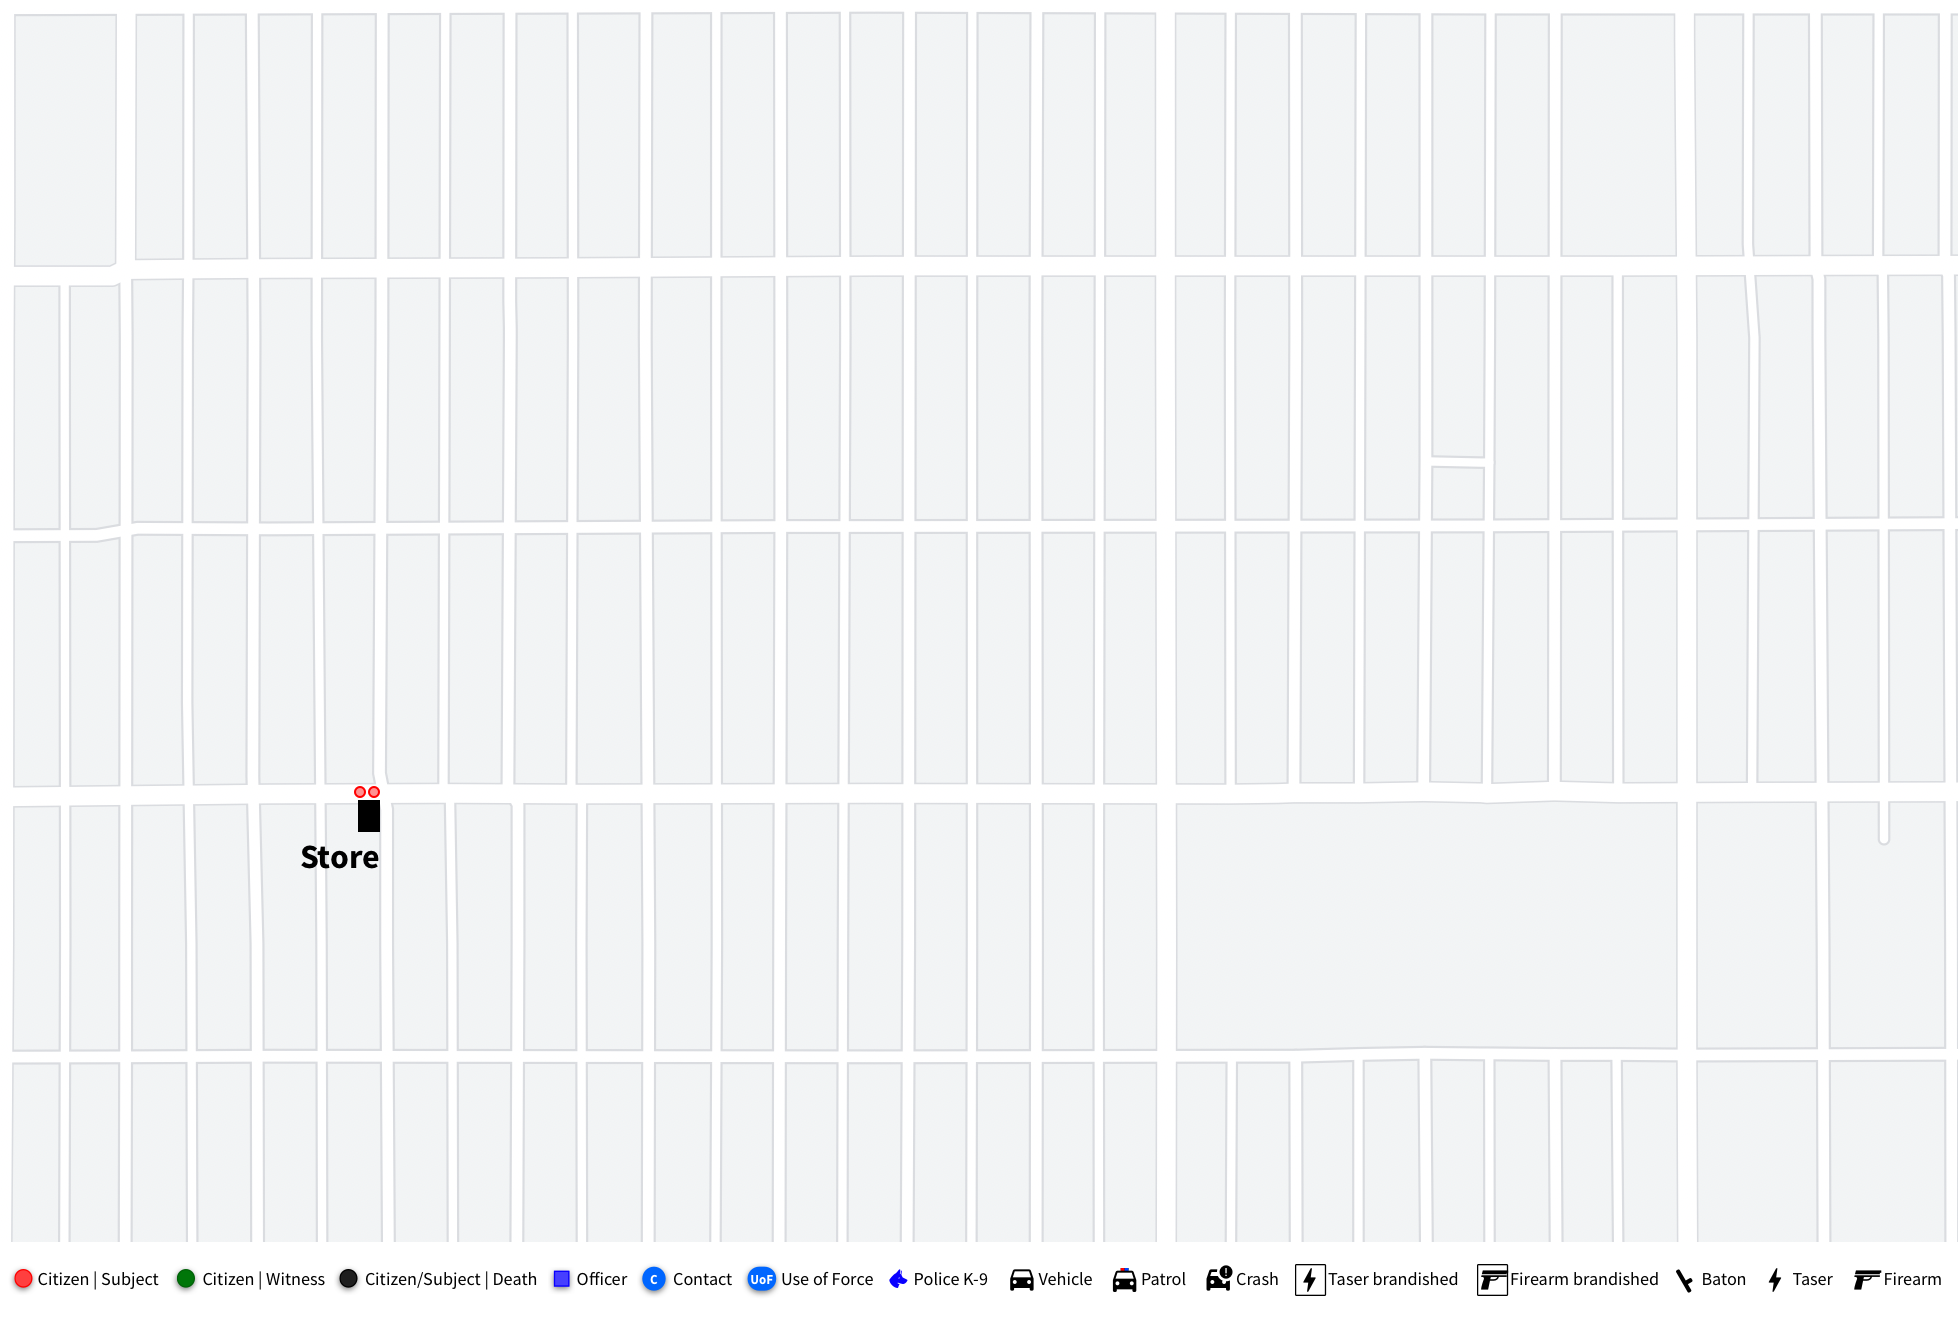 Store
Citizen | Subject
Citizen | Witness
Citizen/Subject | Death
Officer
C
Contact
UoF
Use of Force
Police K-9
Vehicle
Patrol
!
Crash
Taser brandished
Firearm brandished
Baton
Taser
Firearm